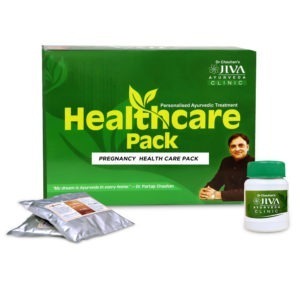 Dr Chauhan's
JIVA
AYURVEDA
CLINIC
Personalised Ayurvedic Treatment
Healthcare
Pack
PREGNANCY HEALTH CARE PACK
"My dream is Ayurveda in every home." - Dr. Partap Chauhan
Dr Chauhan's
JIVA
AYURVEDA
CLINIC